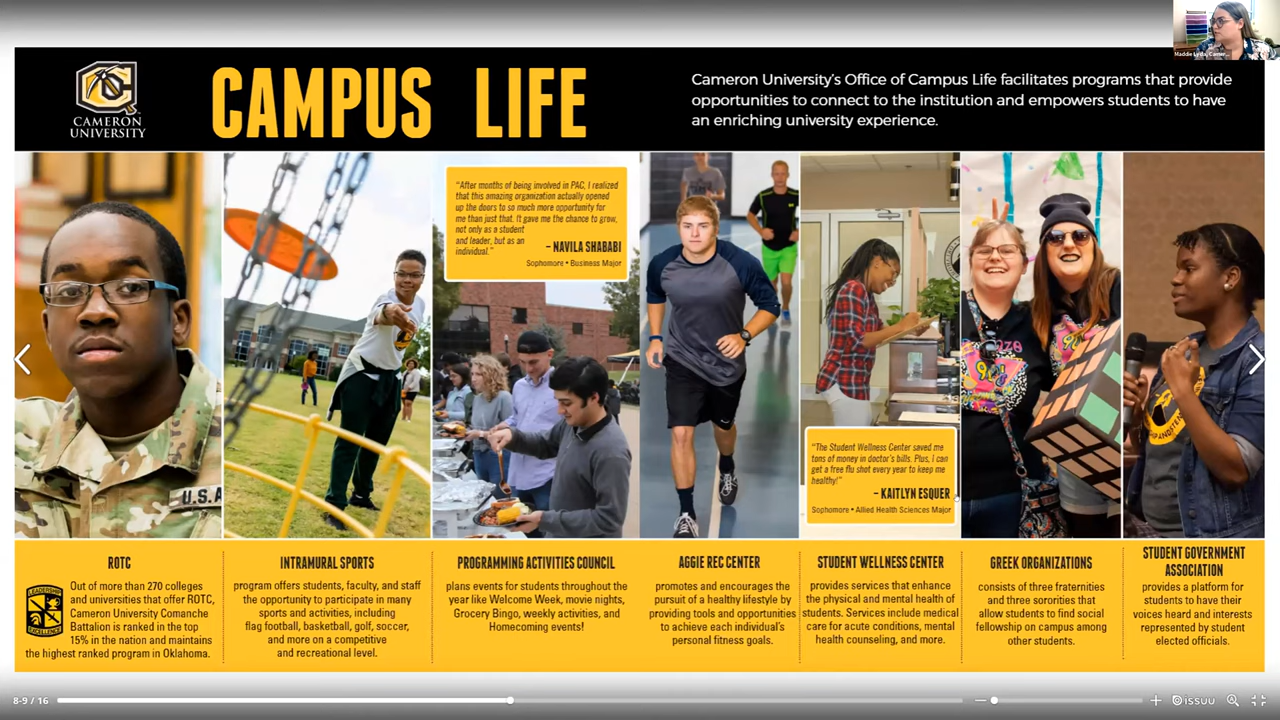 CAMERON
UNIVERSITY
CAMPUS LIFE
Cameron University's Office of Campus Life facilitates programs that provide
opportunities to connect to the institution and empowers students to have
an enriching university experience.
"After months of being involved in PAC, I realized
that this amazing organization actually opened
up the doors to so much more opportunity for
me than just that. It gave me the chance to grow,
not only as a student
and leader, but as an
individual."
– NAVILA SHABABI
Sophomore • Business Major
"The Student Wellness Center saved me
tons of money in doctor's bills. Plus, I can
get a free flu shot every year to keep me
healthy!"
– KAITLYN ESQUER
Sophomore • Allied Health Sciences Major
U.S.A
ROTC
LEADERSHIP
EXCELLENCE
Out of more than 270 colleges
and universities that offer ROTC,
Cameron University Comanche
Battalion is ranked in the top
15% in the nation and maintains
the highest ranked program in Oklahoma.
INTRAMURAL SPORTS
program offers students, faculty, and staff
the opportunity to participate in many
sports and activities, including
flag football, basketball, golf, soccer,
and more on a competitive
and recreational level.
PROGRAMMING ACTIVITIES COUNCIL
plans events for students throughout the
year like Welcome Week, movie nights,
Grocery Bingo, weekly activities, and
Homecoming events!
AGGIE REC CENTER
promotes and encourages the
pursuit of a healthy lifestyle by
providing tools and opportunities
to achieve each individual's
personal fitness goals.
STUDENT WELLNESS CENTER
provides services that enhance
the physical and mental health of
students. Services include medical
care for acute conditions, mental
health counseling, and more.
GREEK ORGANIZATIONS
consists of three fraternities
and three sororities that
allow students to find social
fellowship on campus among
other students.
STUDENT GOVERNMENT
ASSOCIATION
provides a platform for
students to have their
voices heard and interests
represented by student
elected officials.
8-9 / 16
issuu